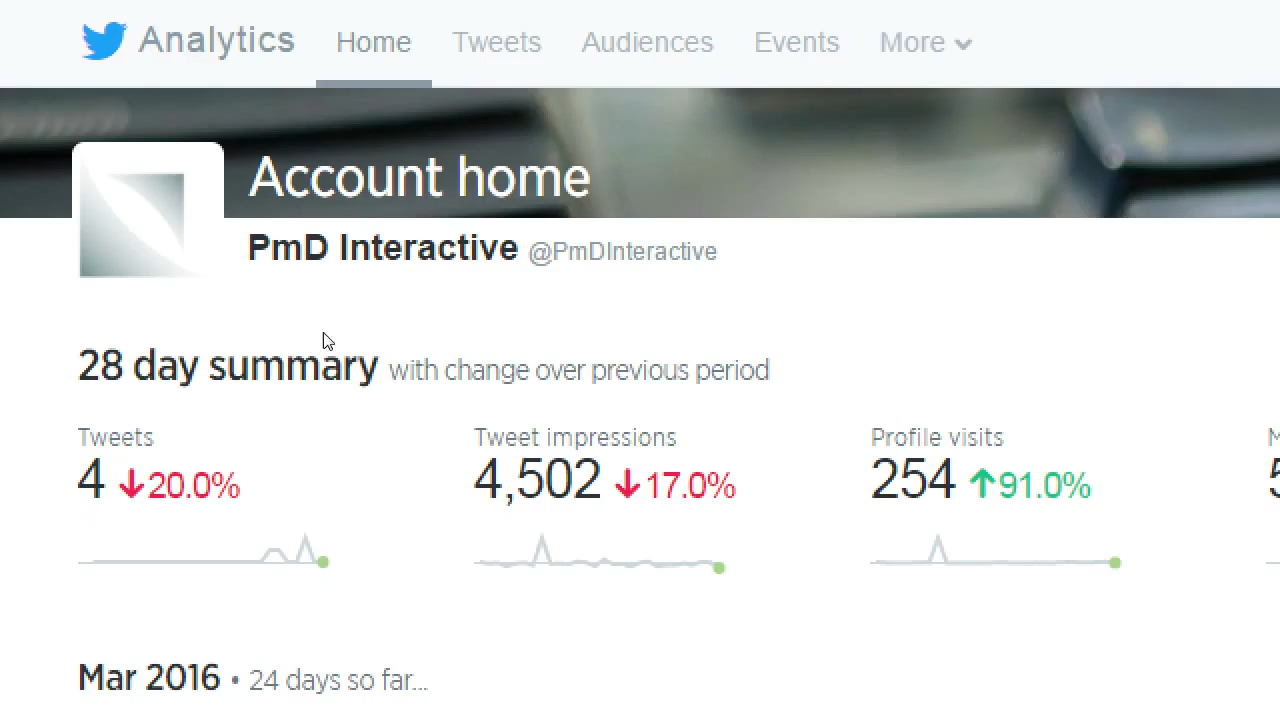 Analytics Home Tweets Audiences Events More
Account home
PmD Interactive @PmDInteractive
28 day summary with change over previous period
Tweets Tweet impressions Profile visits
4 ↓20.0% 4,502 ↓17.0% 254 ↑91.0%
Mar 2016 • 24 days so far...